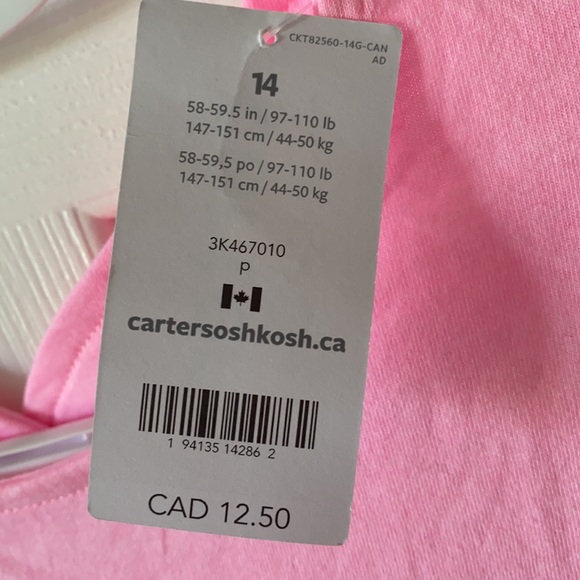 CKT82560-14G-CAN
AD
14
58-59.5 in / 97-110 lb
147-151 cm / 44-50 kg
58-59,5 po / 97-110 lb
147-151 cm / 44-50 kg
3K467010
p
cartersoshkosh.ca
1 94135 14286 2
CAD 12.50